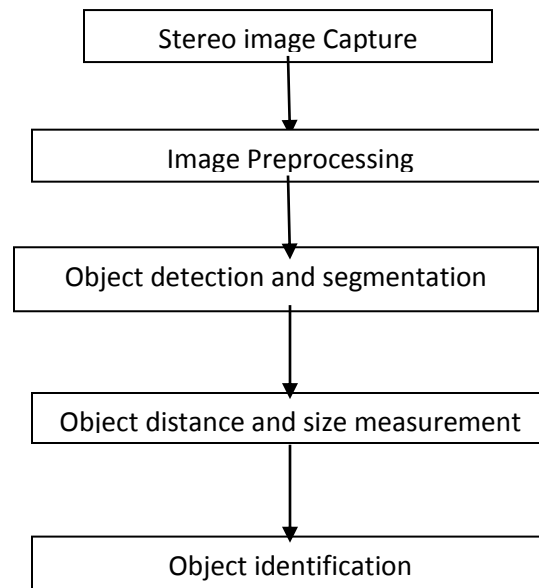 Stereo image Capture
Image Preprocessing
Object detection and segmentation
Object distance and size measurement
Object identification